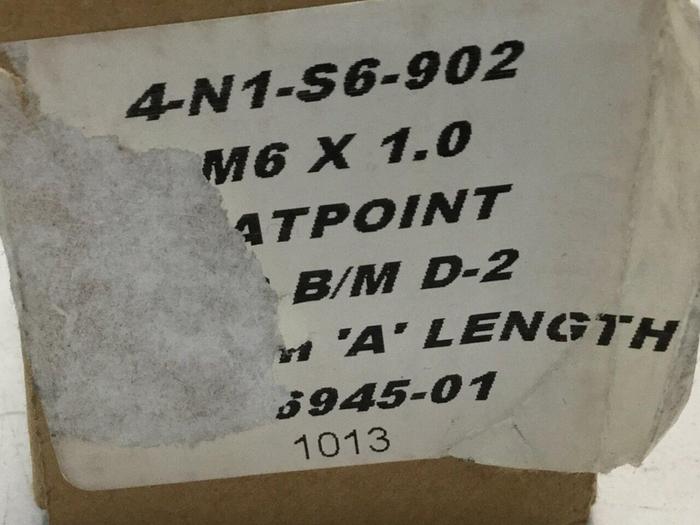 4-N1-S6-902
M6 X 1.0
ATPOINT
B/M D-2
'A' LENGTH
6945-01
1013